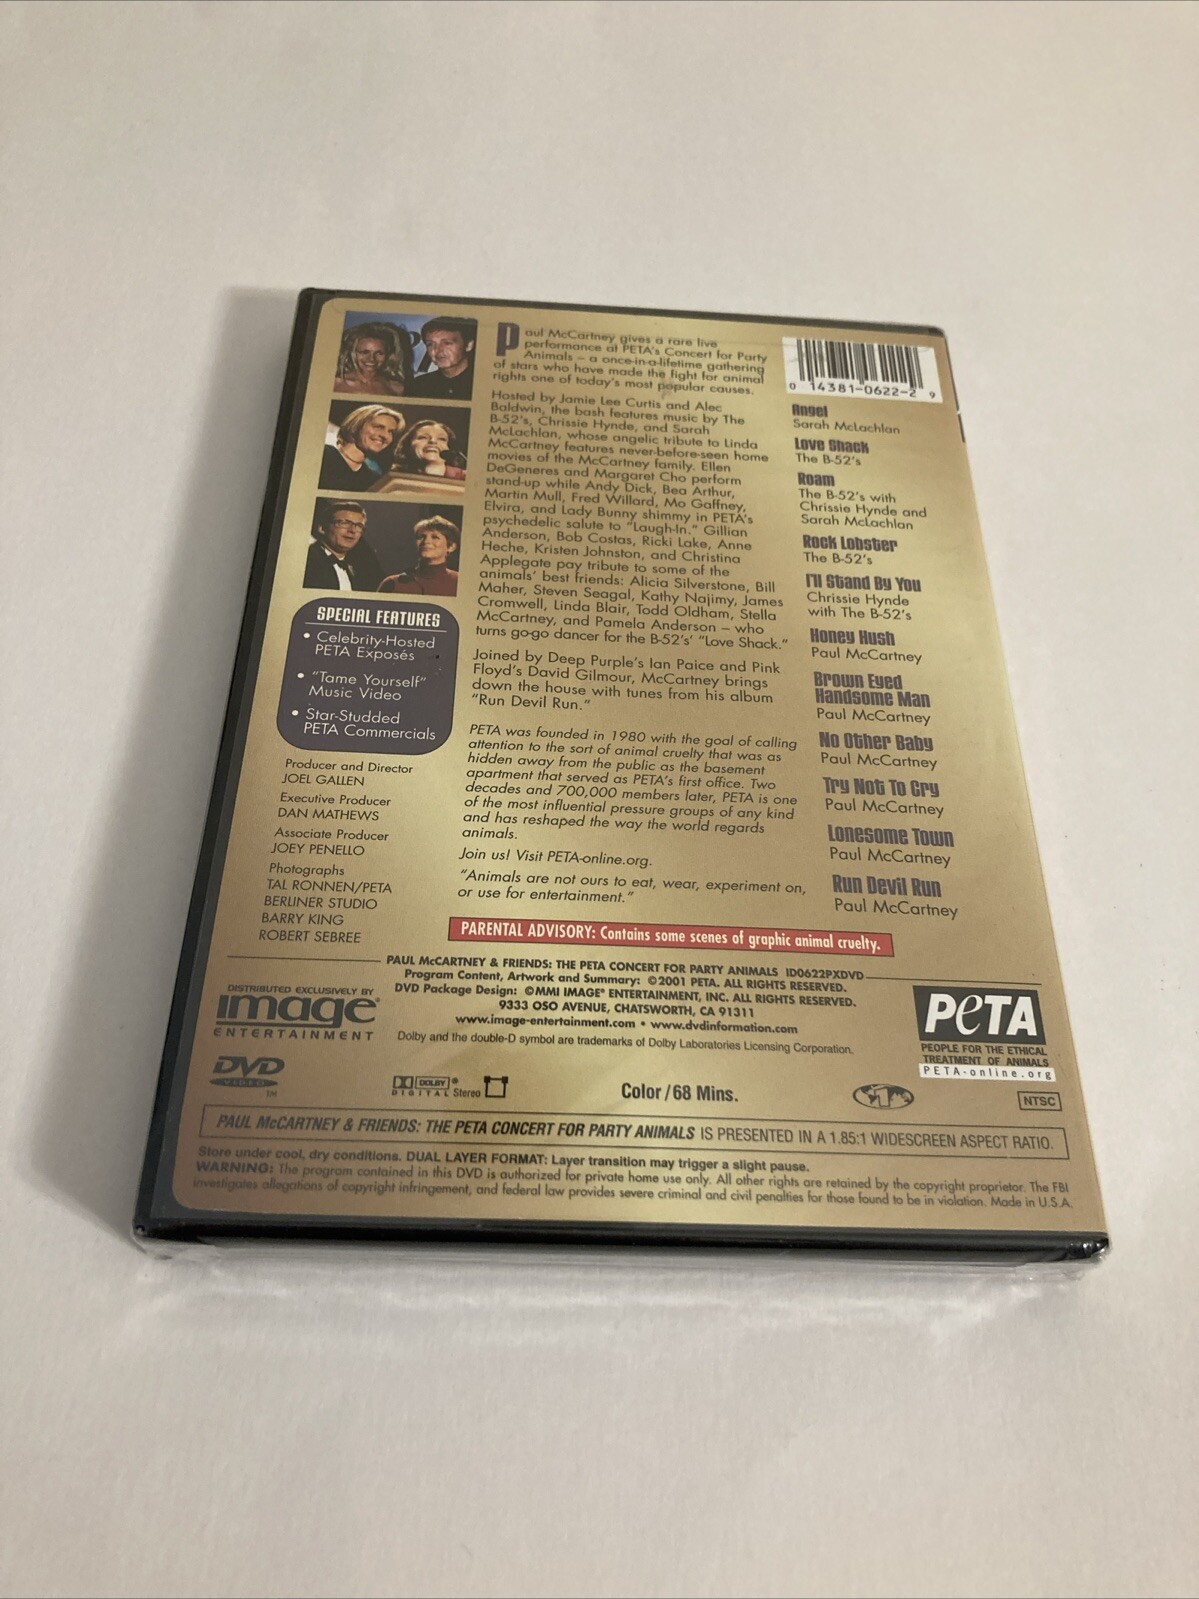 Paul McCartney gives a rare live
performance at PETA's Concert for Party
Animals – a once-in-a-lifetime gathering
of stars who have made the fight for animal
rights one of today's most popular causes.
Hosted by Jamie Lee Curtis and Alec
Baldwin, the bash features music by The
B-52's, Chrissie Hynde, and Sarah
McLachlan, whose angelic tribute to Linda
McCartney features never-before-seen home
movies of the McCartney family. Ellen
DeGeneres and Margaret Cho perform
stand-up while Andy Dick, Bea Arthur,
Martin Mull, Fred Willard, Mo Gaffney,
Elvira, and Lady Bunny shimmy in PETA's
psychedelic salute to "Laugh-In." Gillian
Anderson, Bob Costas, Ricki Lake, Anne
Heche, Kristen Johnston, and Christina
Applegate pay tribute to some of the
animals' best friends: Alicia Silverstone, Bill
Maher, Steven Seagal, Kathy Najimy, James
Cromwell, Linda Blair, Todd Oldham, Stella
McCartney, and Pamela Anderson – who
turns go-go dancer for the B-52's' "Love Shack."
Joined by Deep Purple's Ian Paice and Pink
Floyd's David Gilmour, McCartney brings
down the house with tunes from his album
"Run Devil Run."
PETA was founded in 1980 with the goal of calling
attention to the sort of animal cruelty that was as
hidden away from the public as the basement
apartment that served as PETA's first office. Two
decades and 700,000 members later, PETA is one
of the most influential pressure groups of any kind
and has reshaped the way the world regards
animals.
Join us! Visit PETA-online.org.
"Animals are not ours to eat, wear, experiment on,
or use for entertainment."
PARENTAL ADVISORY: Contains some scenes of graphic animal cruelty.
SPECIAL FEATURES
• Celebrity-Hosted
PETA Exposés
• "Tame Yourself"
Music Video
• Star-Studded
PETA Commercials
Producer and Director
JOEL GALLEN
Executive Producer
DAN MATHEWS
Associate Producer
JOEY PENELLO
Photographs
TAL RONNEN/PETA
BERLINER STUDIO
BARRY KING
ROBERT SEBREE
0 14381-0622-2 9
Angel
Sarah McLachlan
Love Shack
The B-52's
Roam
The B-52's with
Chrissie Hynde and
Sarah McLachlan
Rock Lobster
The B-52's
I'll Stand By You
Chrissie Hynde
with The B-52's
Honey Hush
Paul McCartney
Brown Eyed
Handsome Man
Paul McCartney
No Other Baby
Paul McCartney
Try Not To Cry
Paul McCartney
Lonesome Town
Paul McCartney
Run Devil Run
Paul McCartney
PAUL McCARTNEY & FRIENDS: THE PETA CONCERT FOR PARTY ANIMALS ID0622PXDVD
Program Content, Artwork and Summary: ©2001 PETA. ALL RIGHTS RESERVED.
DVD Package Design: ©MMI IMAGE® ENTERTAINMENT, INC. ALL RIGHTS RESERVED.
9333 OSO AVENUE, CHATSWORTH, CA 91311
www.image-entertainment.com • www.dvdinformation.com
Dolby and the double-D symbol are trademarks of Dolby Laboratories Licensing Corporation.
DISTRIBUTED EXCLUSIVELY BY
image®
ENTERTAINMENT
PeTA
PEOPLE FOR THE ETHICAL
TREATMENT OF ANIMALS
PETA-online.org
DVD
VIDEO
TM
DOLBY®
DIGITAL Stereo
Color/68 Mins.
1
NTSC
PAUL McCARTNEY & FRIENDS: THE PETA CONCERT FOR PARTY ANIMALS IS PRESENTED IN A 1.85:1 WIDESCREEN ASPECT RATIO.
Store under cool, dry conditions. DUAL LAYER FORMAT: Layer transition may trigger a slight pause.
WARNING: The program contained in this DVD is authorized for private home use only. All other rights are retained by the copyright proprietor. The FBI
investigates allegations of copyright infringement, and federal law provides severe criminal and civil penalties for those found to be in violation. Made in U.S.A.